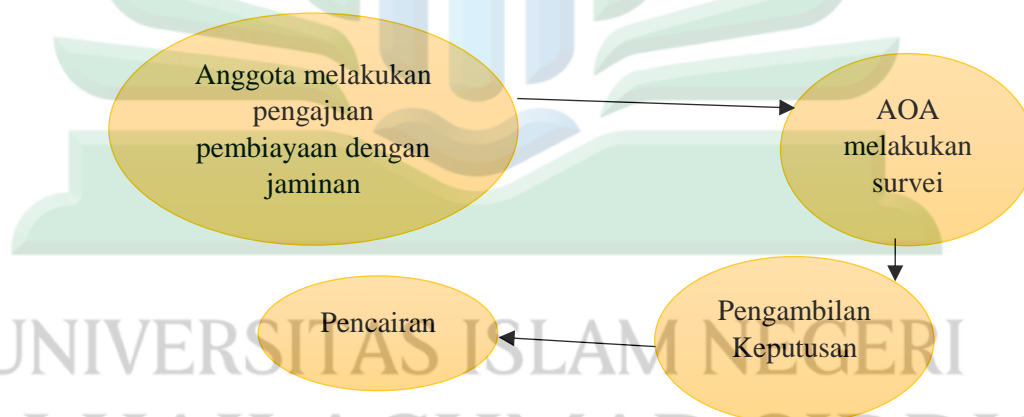 Anggota melakukan
pengajuan
pembiayaan dengan
jaminan
AOA
melakukan
survei
Pengambilan
Keputusan
Pencairan
UNIVERSITAS ISLAM NEGERI